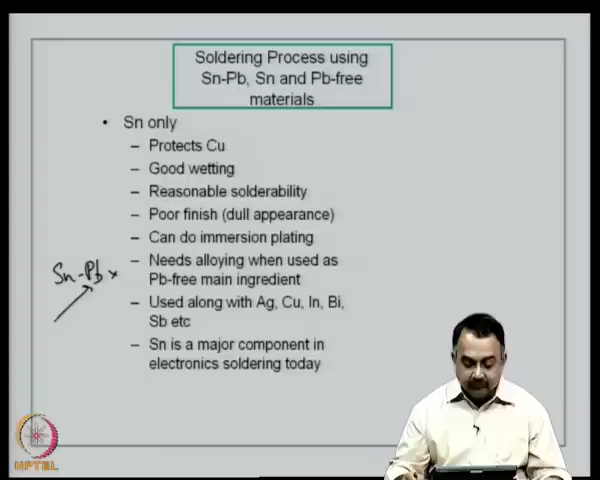 Soldering Process using
Sn-Pb, Sn and Pb-free
materials
• Sn only
– Protects Cu
– Good wetting
– Reasonable solderability
– Poor finish (dull appearance)
– Can do immersion plating
– Needs alloying when used as
Pb-free main ingredient
Sn-Pb x
– Used along with Ag, Cu, In, Bi,
Sb etc
– Sn is a major component in
electronics soldering today
NPTEL